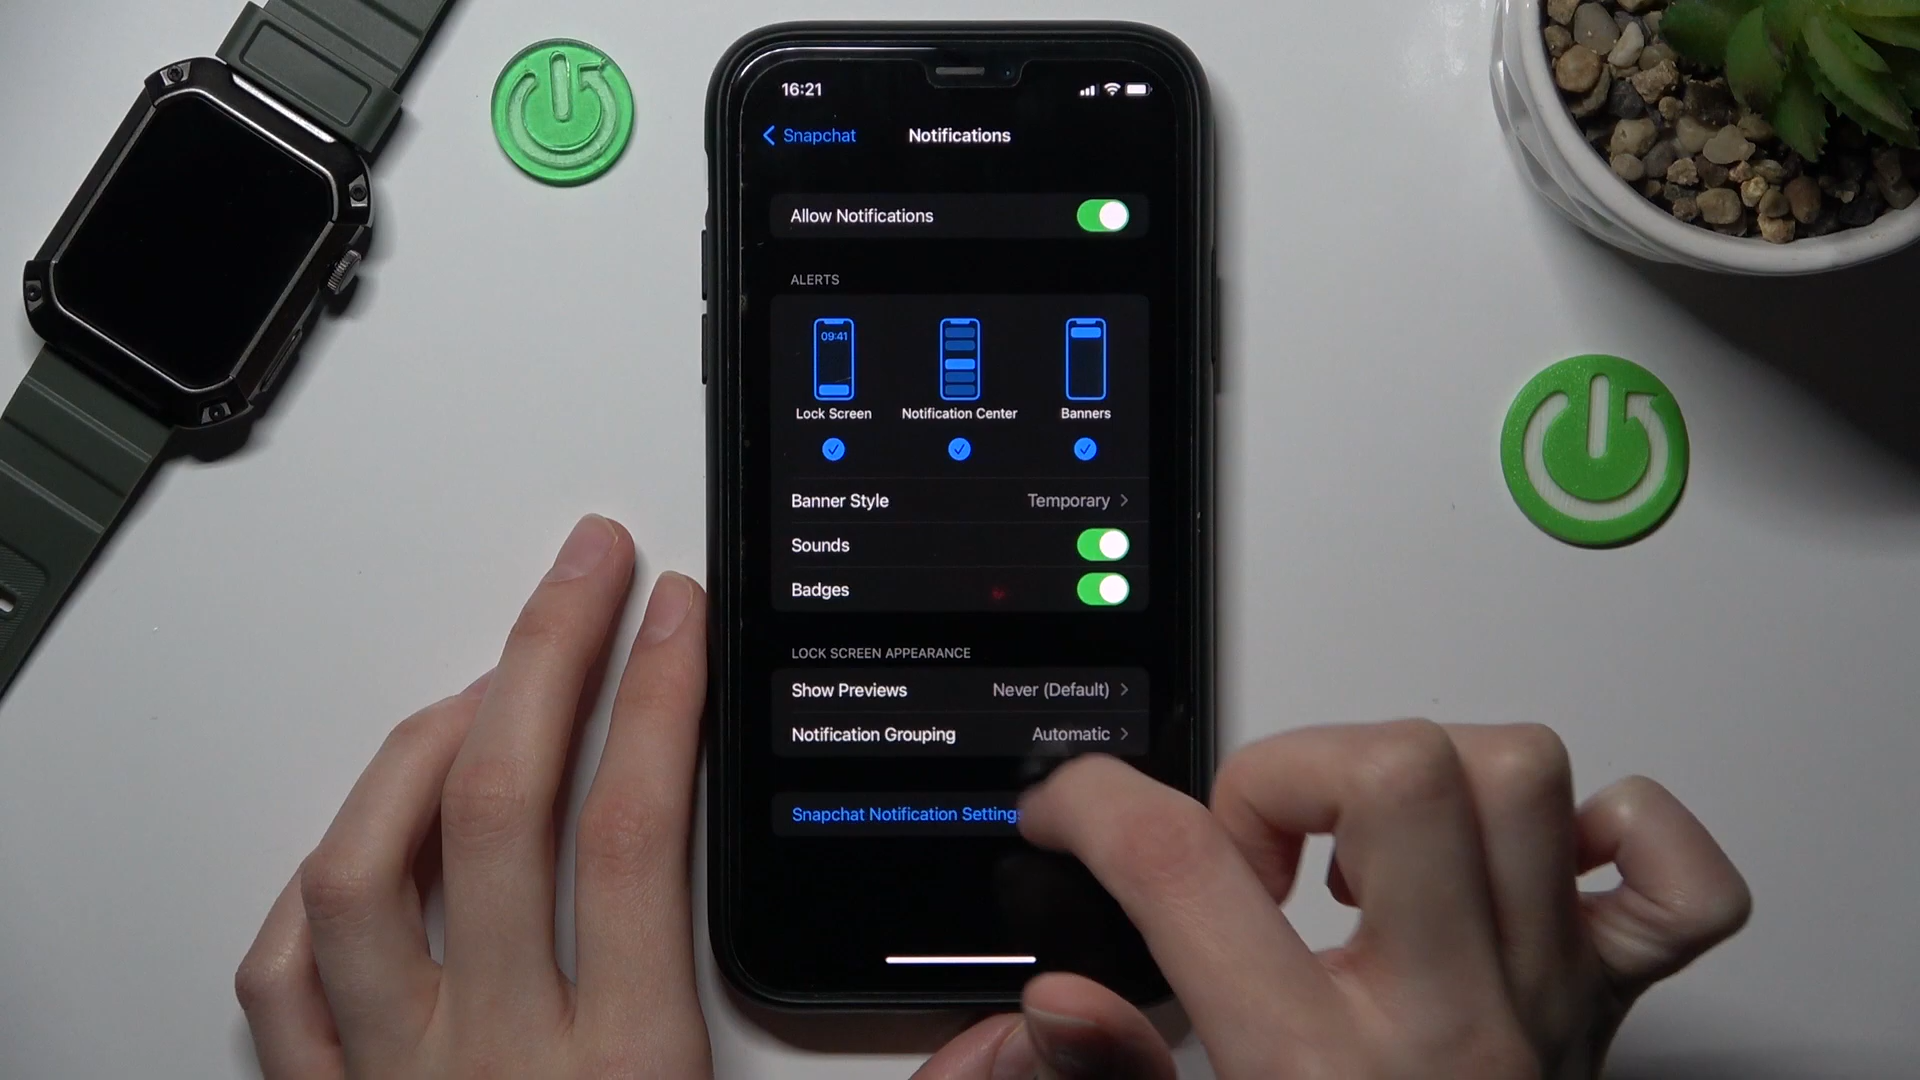 16:21
Snapchat Notifications
Allow Notifications
ALERTS
09:41
Lock Screen Notification Center Banners
Banner Style Temporary
Sounds
Badges
LOCK SCREEN APPEARANCE
Show Previews Never (Default)
Notification Grouping Automatic
Snapchat Notification Settings